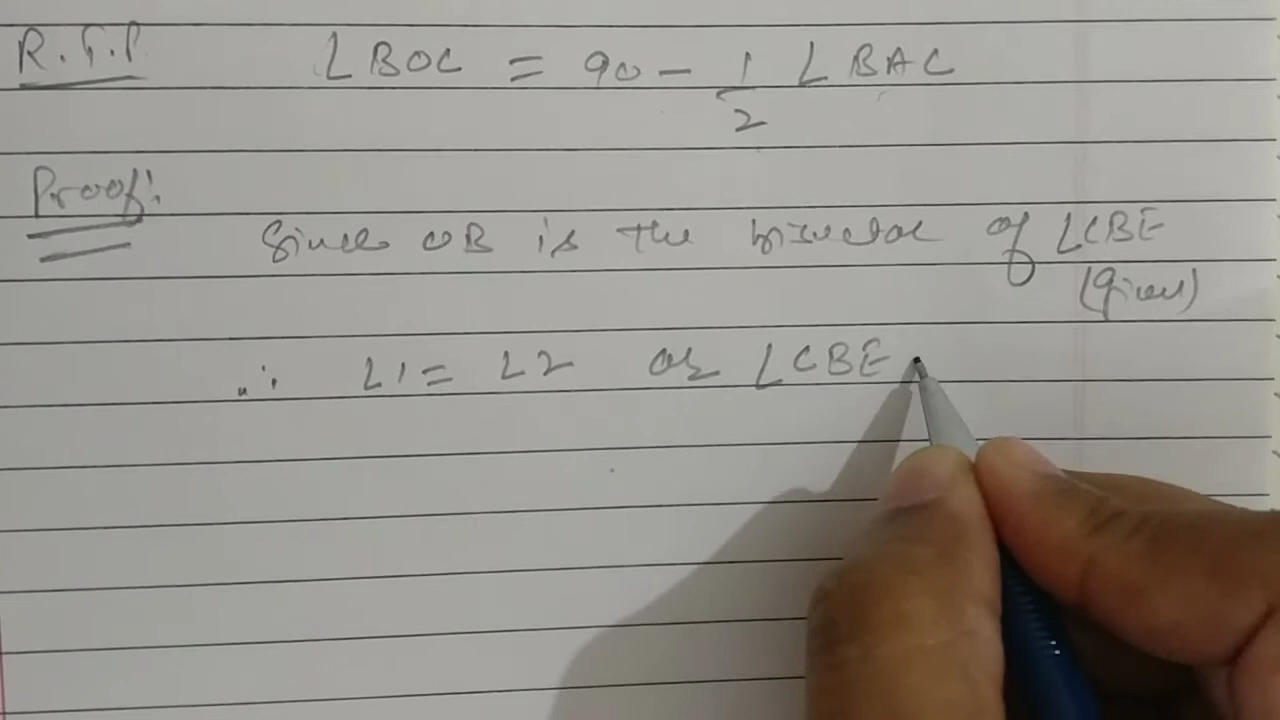 R.T.P. ∠BOC = 90 - 1/2 ∠BAC
Proof:
Since OB is the bisector of ∠CBE
(given)
∴ ∠1 = ∠2 or ∠CBE